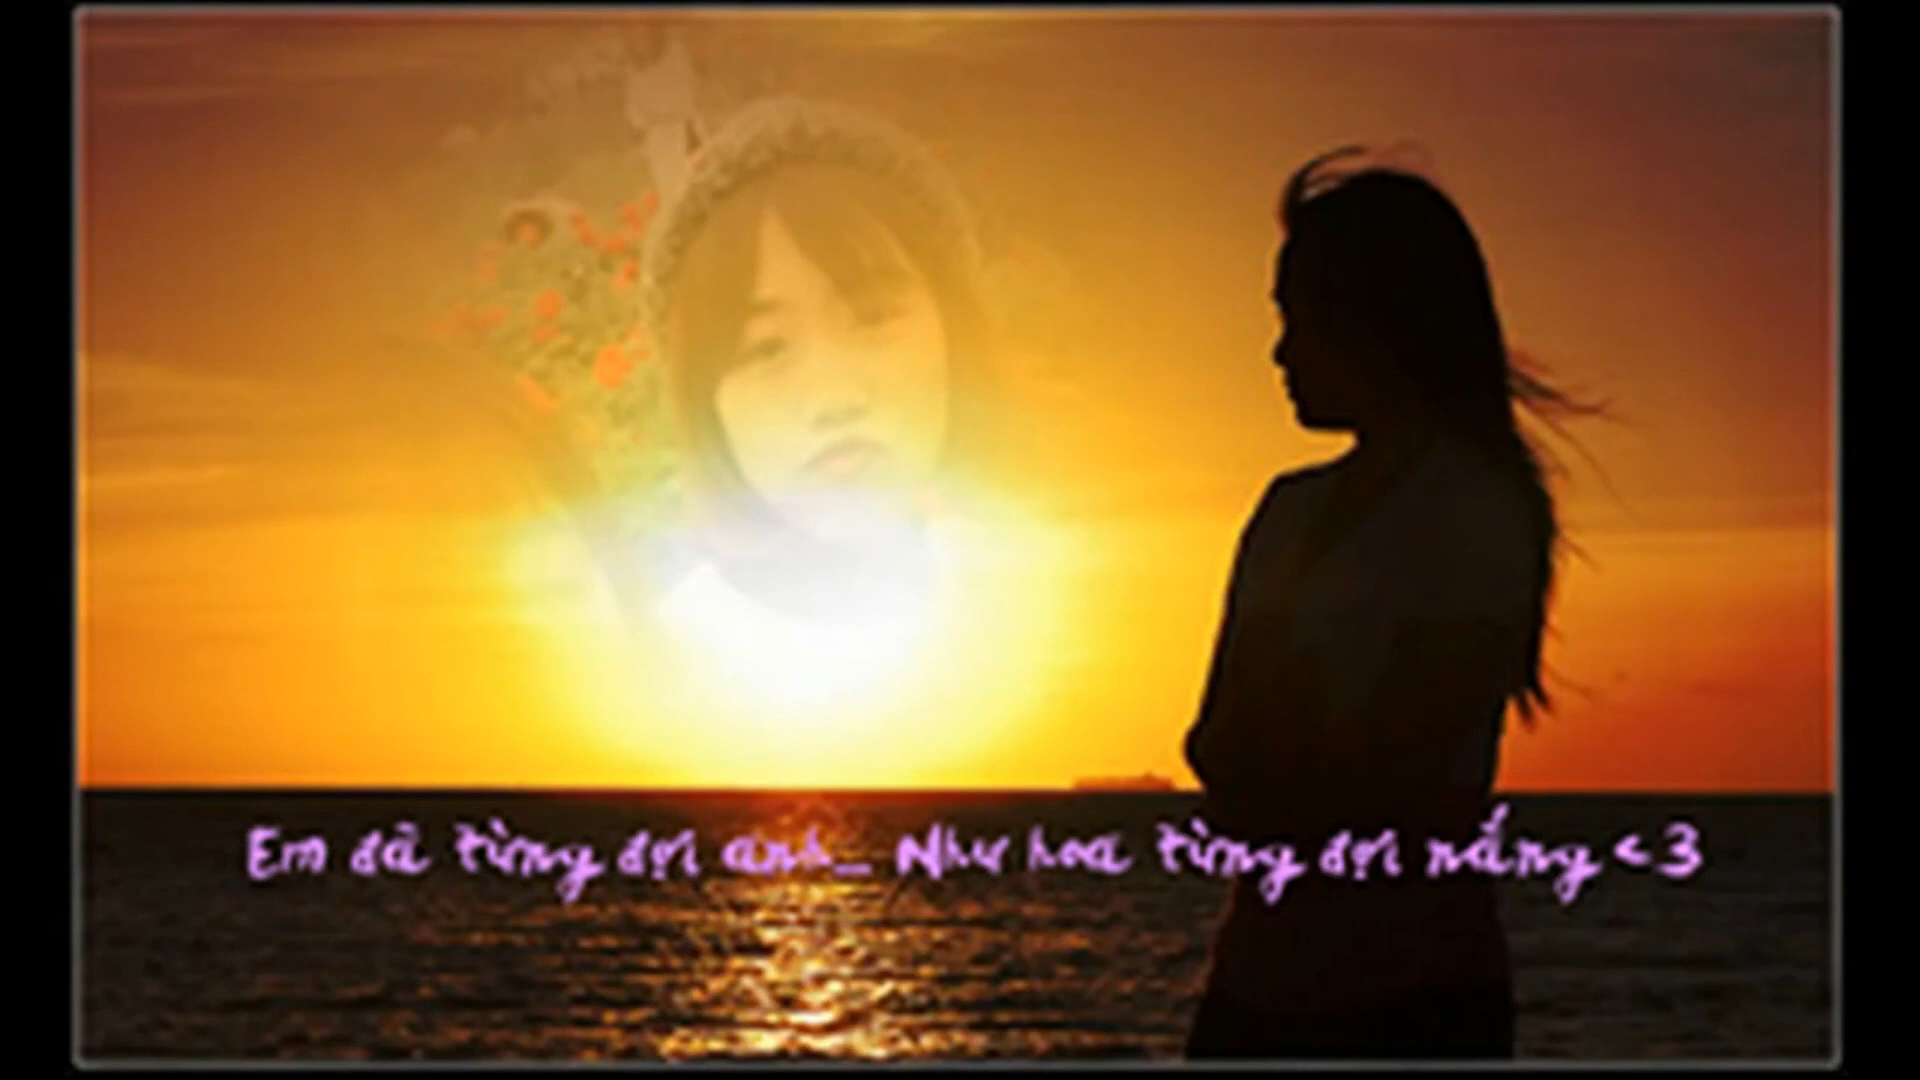 Em đã từng đợi anh_ Như hoa từng đợi nắng <3